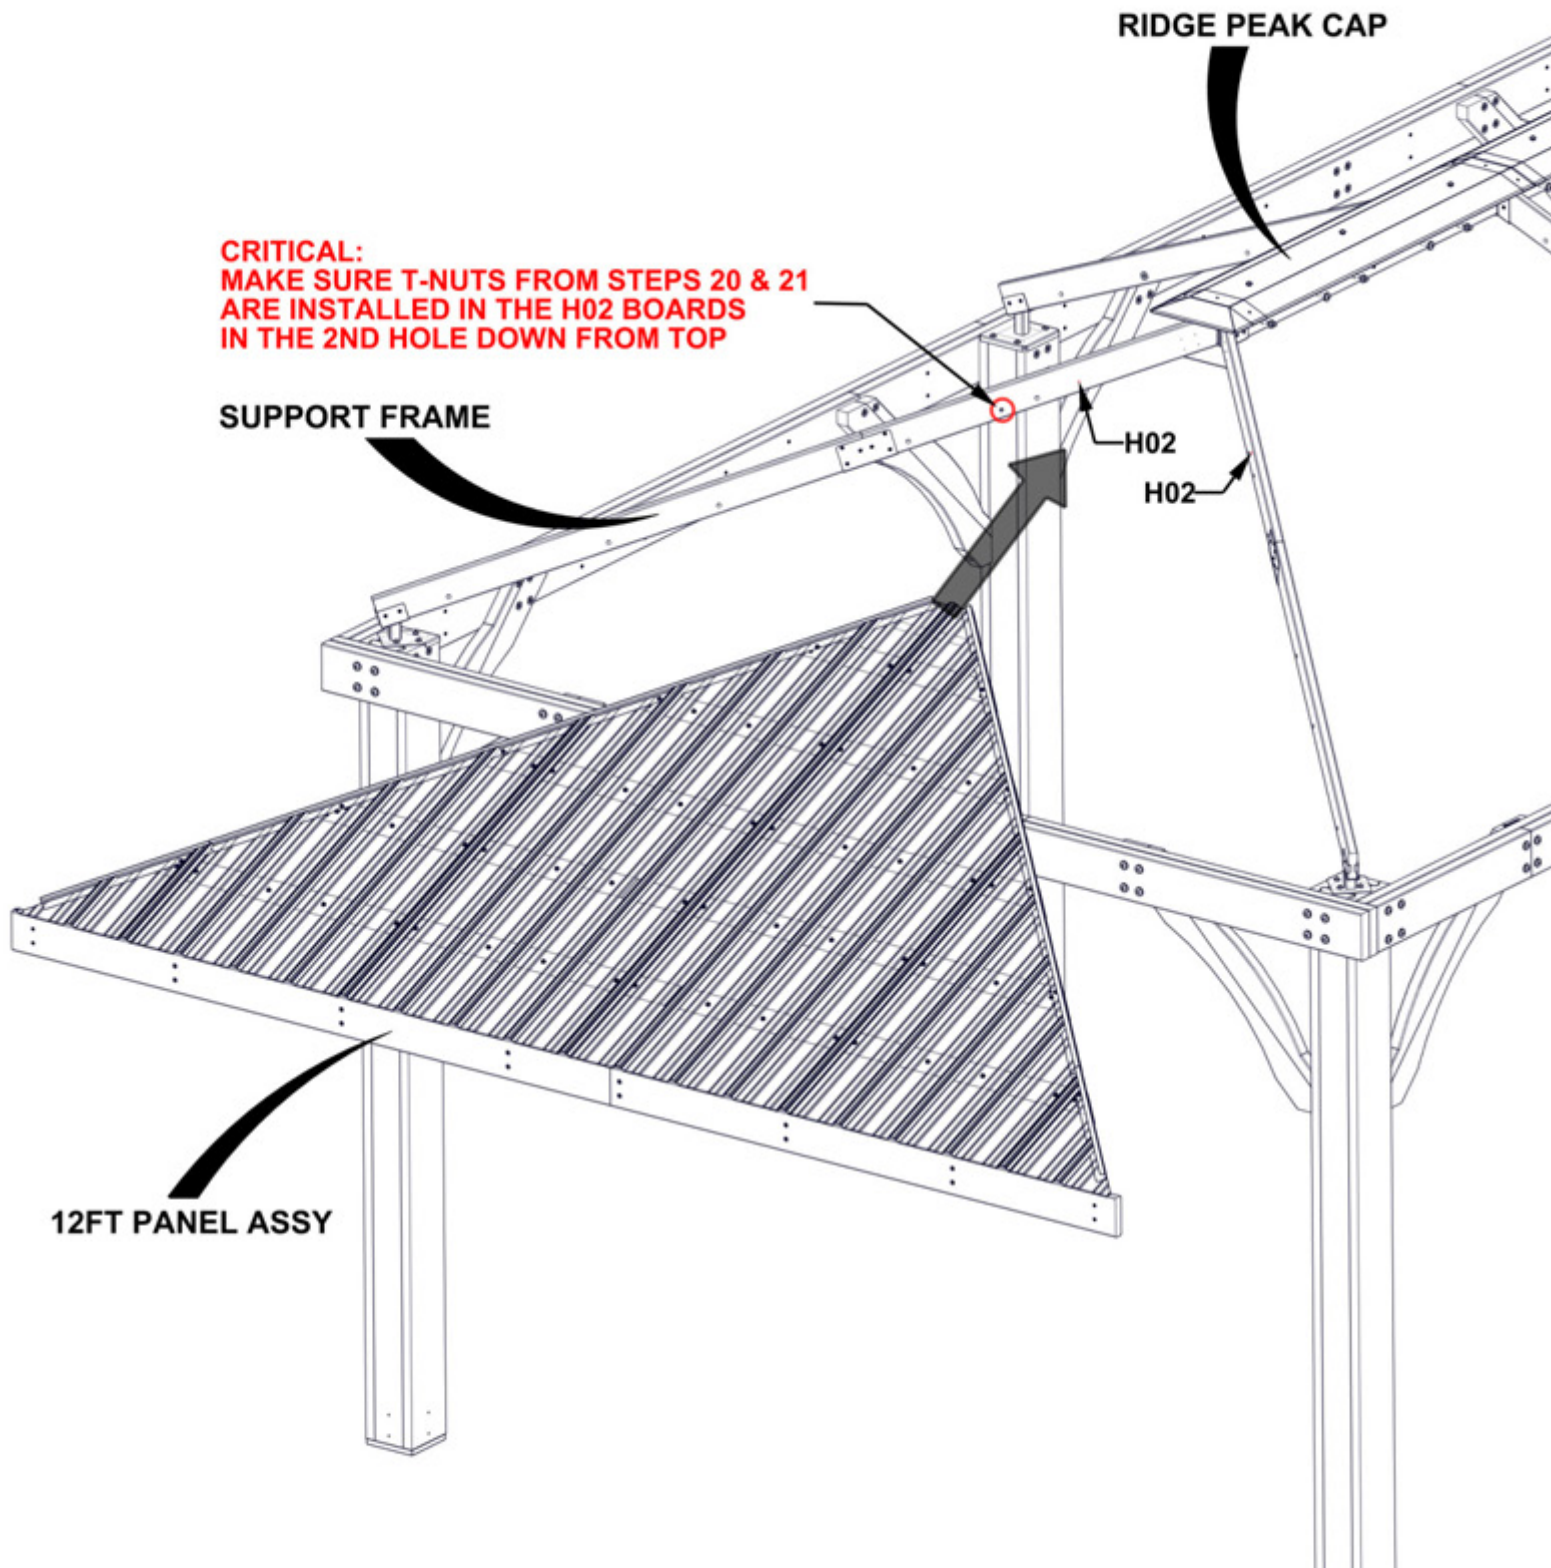 RIDGE PEAK CAP
CRITICAL:
MAKE SURE T-NUTS FROM STEPS 20 & 21
ARE INSTALLED IN THE H02 BOARDS
IN THE 2ND HOLE DOWN FROM TOP
SUPPORT FRAME
H02
H02
12FT PANEL ASSY